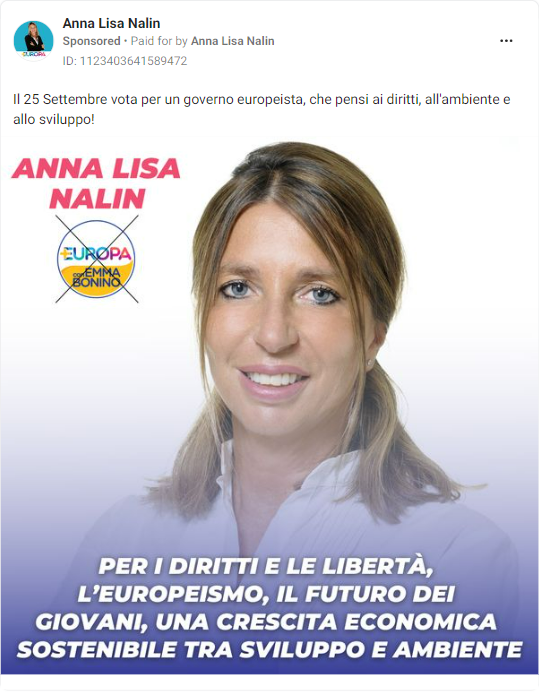 Anna Lisa Nalin
Sponsored • Paid for by Anna Lisa Nalin
ID: 1123403641589472
Il 25 Settembre vota per un governo europeista, che pensi ai diritti, all'ambiente e
allo sviluppo!
ANNA LISA
NALIN
+EUROPA
con EMMA
BONINO
PER I DIRITTI E LE LIBERTÀ,
L'EUROPEISMO, IL FUTURO DEI
GIOVANI, UNA CRESCITA ECONOMICA
SOSTENIBILE TRA SVILUPPO E AMBIENTE